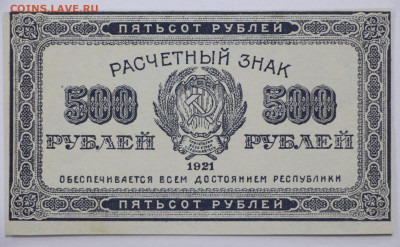 COINS.LAVE.RU
ПЯТЬСОТ РУБЛЕЙ
РАСЧЕТНЫЙ ЗНАК
500 500
РУБЛЕЙ РУБЛЕЙ
1921
ОБЕСПЕЧИВАЕТСЯ ВСЕМ ДОСТОЯНИЕМ РЕСПУБЛИКИ
ПЯТЬСОТ РУБЛЕЙ